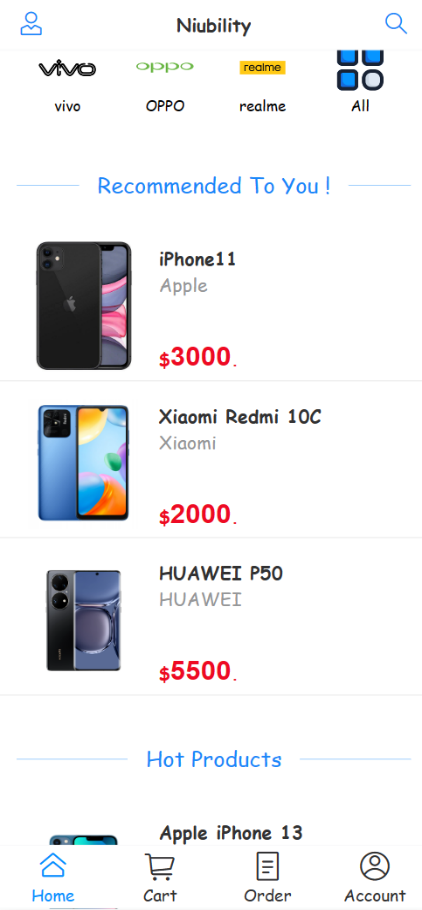 Niubility
vivo
oppo
realme
vivo
OPPO
realme
All
Recommended To You !
iPhone11
Apple
$3000.
Xiaomi Redmi 10C
Xiaomi
$2000.
HUAWEI P50
HUAWEI
$5500.
Hot Products
Apple iPhone 13
Home
Cart
Order
Account